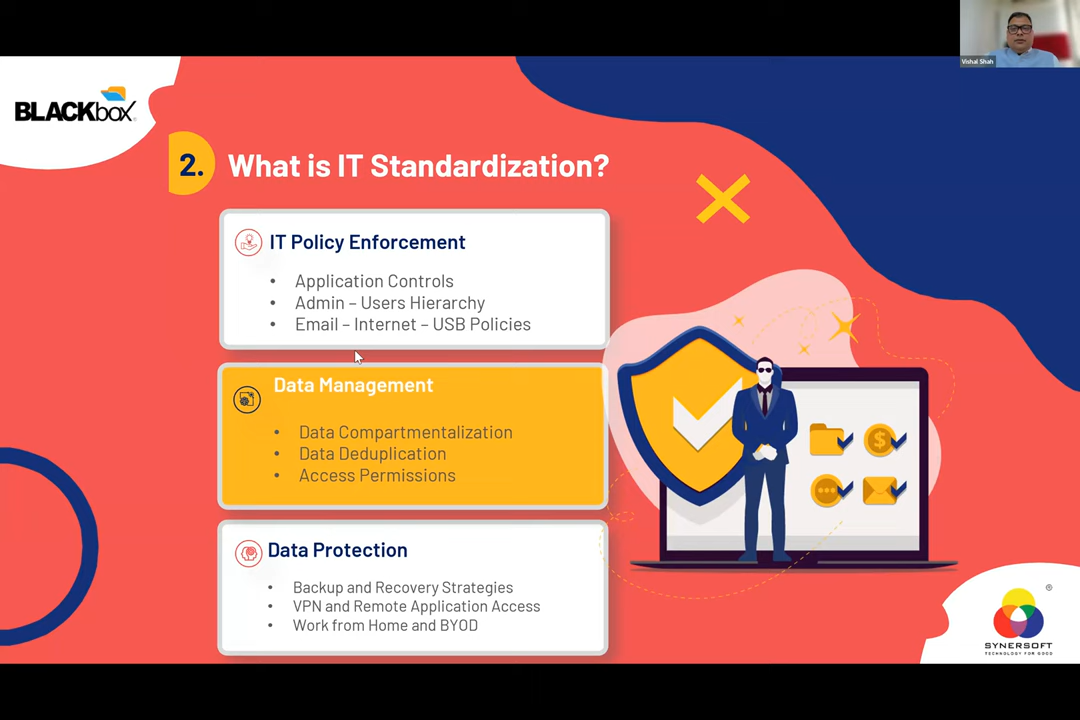 Vishal Shah
BLACKbox
2. What is IT Standardization?
IT Policy Enforcement
• Application Controls
• Admin – Users Hierarchy
• Email – Internet – USB Policies
Data Management
• Data Compartmentalization
• Data Deduplication
• Access Permissions
Data Protection
• Backup and Recovery Strategies
• VPN and Remote Application Access
• Work from Home and BYOD
$
®
SYNERSOFT
TECHNOLOGY FOR GOOD